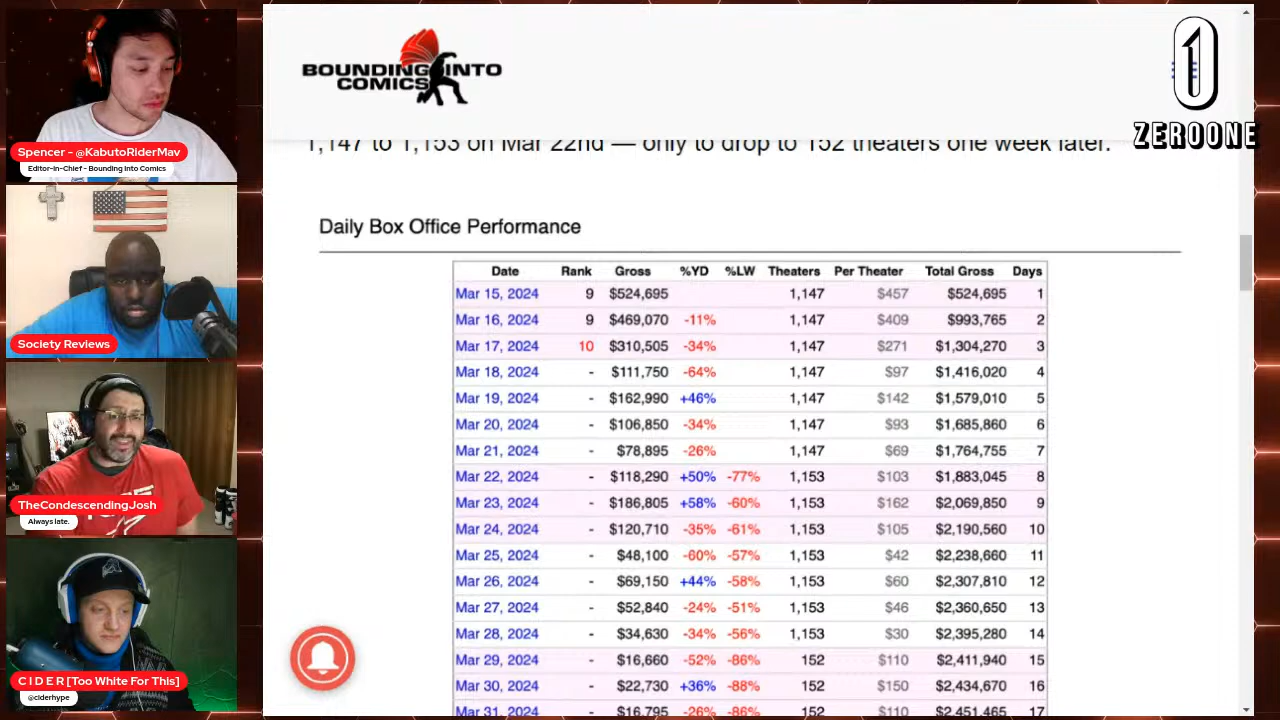 Spencer - @KabutoRiderMav
Editor-in-Chief - Bounding Into Comics
Society Reviews
TheCondescendingJosh
Always late.
C I D E R [Too White For This]
@ciderhype
BOUNDING INTO
COMICS
ZEROONE
1,147 to 1,153 on Mar 22nd — only to drop to 152 theaters one week later.
Daily Box Office Performance
Date Rank Gross %YD %LW Theaters Per Theater Total Gross Days
Mar 15, 2024 9 $524,695 1,147 $457 $524,695 1
Mar 16, 2024 9 $469,070 -11% 1,147 $409 $993,765 2
Mar 17, 2024 10 $310,505 -34% 1,147 $271 $1,304,270 3
Mar 18, 2024 - $111,750 -64% 1,147 $97 $1,416,020 4
Mar 19, 2024 - $162,990 +46% 1,147 $142 $1,579,010 5
Mar 20, 2024 - $106,850 -34% 1,147 $93 $1,685,860 6
Mar 21, 2024 - $78,895 -26% 1,147 $69 $1,764,755 7
Mar 22, 2024 - $118,290 +50% -77% 1,153 $103 $1,883,045 8
Mar 23, 2024 - $186,805 +58% -60% 1,153 $162 $2,069,850 9
Mar 24, 2024 - $120,710 -35% -61% 1,153 $105 $2,190,560 10
Mar 25, 2024 - $48,100 -60% -57% 1,153 $42 $2,238,660 11
Mar 26, 2024 - $69,150 +44% -58% 1,153 $60 $2,307,810 12
Mar 27, 2024 - $52,840 -24% -51% 1,153 $46 $2,360,650 13
Mar 28, 2024 - $34,630 -34% -56% 1,153 $30 $2,395,280 14
Mar 29, 2024 - $16,660 -52% -86% 152 $110 $2,411,940 15
Mar 30, 2024 - $22,730 +36% -88% 152 $150 $2,434,670 16
Mar 31, 2024 - $16,795 -26% -86% 152 $110 $2,451,465 17